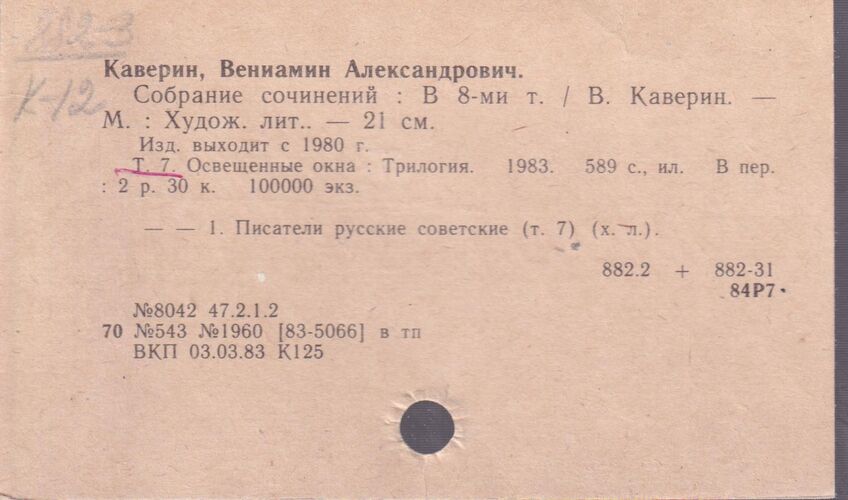 882-3
К-12
Каверин, Вениамин Александрович.
Собрание сочинений : В 8-ми т. / В. Каверин. —
М. : Худож. лит.. — 21 см.
Изд. выходит с 1980 г.
Т. 7. Освещенные окна : Трилогия. 1983. 589 с., ил. В пер.
: 2 р. 30 к. 100000 экз.
— — 1. Писатели русские советские (т. 7) (х. л.).
882.2 + 882-31
84Р7
№8042 47.2.1.2
70 №543 №1960 [83-5066] в тп
ВКП 03.03.83 К125